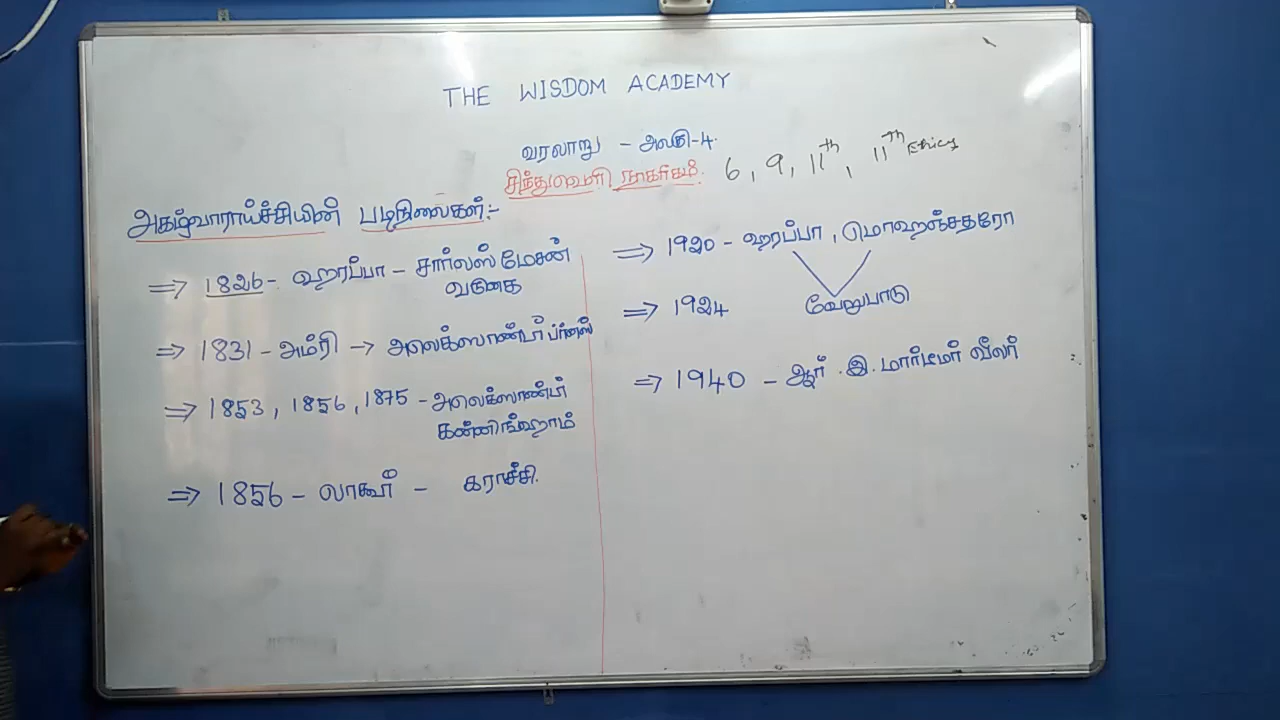 THE WISDOM ACADEMY
வரலாறு - அலகு-4.
சிந்துவெளி நாகரிகம். 6, 9, 11th, 11th Ethics
அகழ்வாராய்ச்சியின் படிநிலைகள்:-
⇒ 1826 - ஹரப்பா - சார்லஸ் மேசன்
வருகை
⇒ 1831 - அம்ரி → அலெக்ஸாண்டர் பர்னஸ்
⇒ 1853, 1856, 1875 - அலெக்ஸாண்டர்
கன்னிங்ஹாம்
⇒ 1856 - லாகூர் - கராச்சி.
⇒ 1920 - ஹரப்பா, மொஹஞ்சதரோ
வேறுபாடு
⇒ 1924
⇒ 1940 - ஆர். இ. மார்டிமர் வீலர்